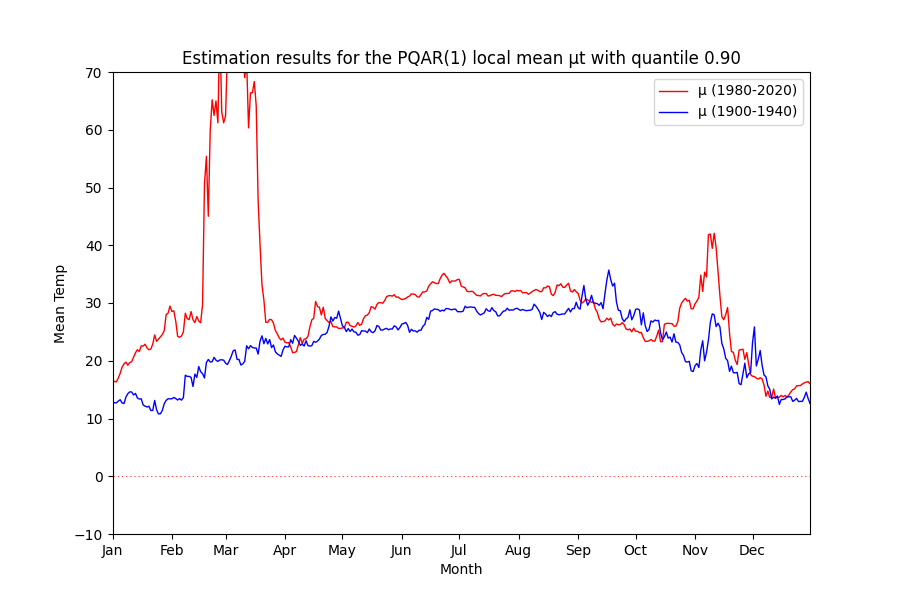 Estimation results for the PQAR(1) local mean μt with quantile 0.90
μ (1980-2020)
μ (1900-1940)
70
60
50
40
30
20
10
0
−10
Mean Temp
Jan Feb Mar Apr May Jun Jul Aug Sep Oct Nov Dec
Month